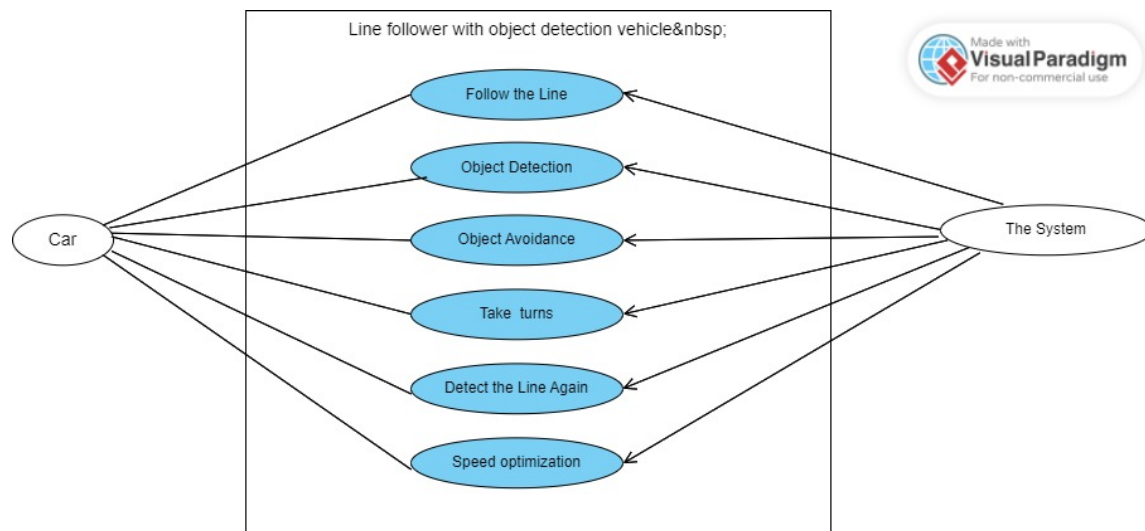 Line follower with object detection vehicle&nbsp;
Made with
Visual Paradigm
For non-commercial use
Follow the Line
Object Detection
Car
Object Avoidance
The System
Take  turns
Detect the Line Again
Speed optimization